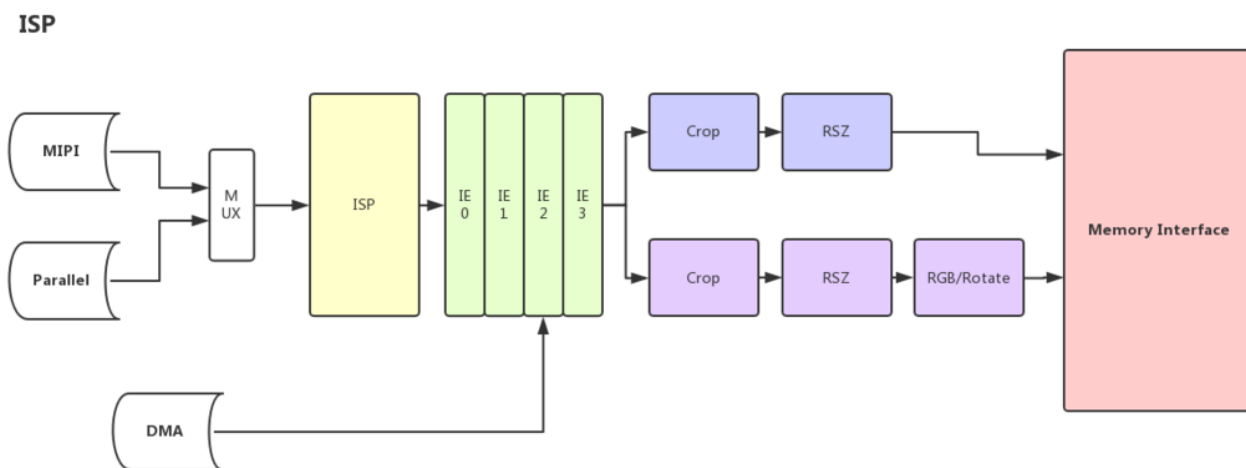 ISP
MIPI
Parallel
DMA
M
UX
ISP
IE
0
IE
1
IE
2
IE
3
Crop
RSZ
Crop
RSZ
RGB/Rotate
Memory Interface